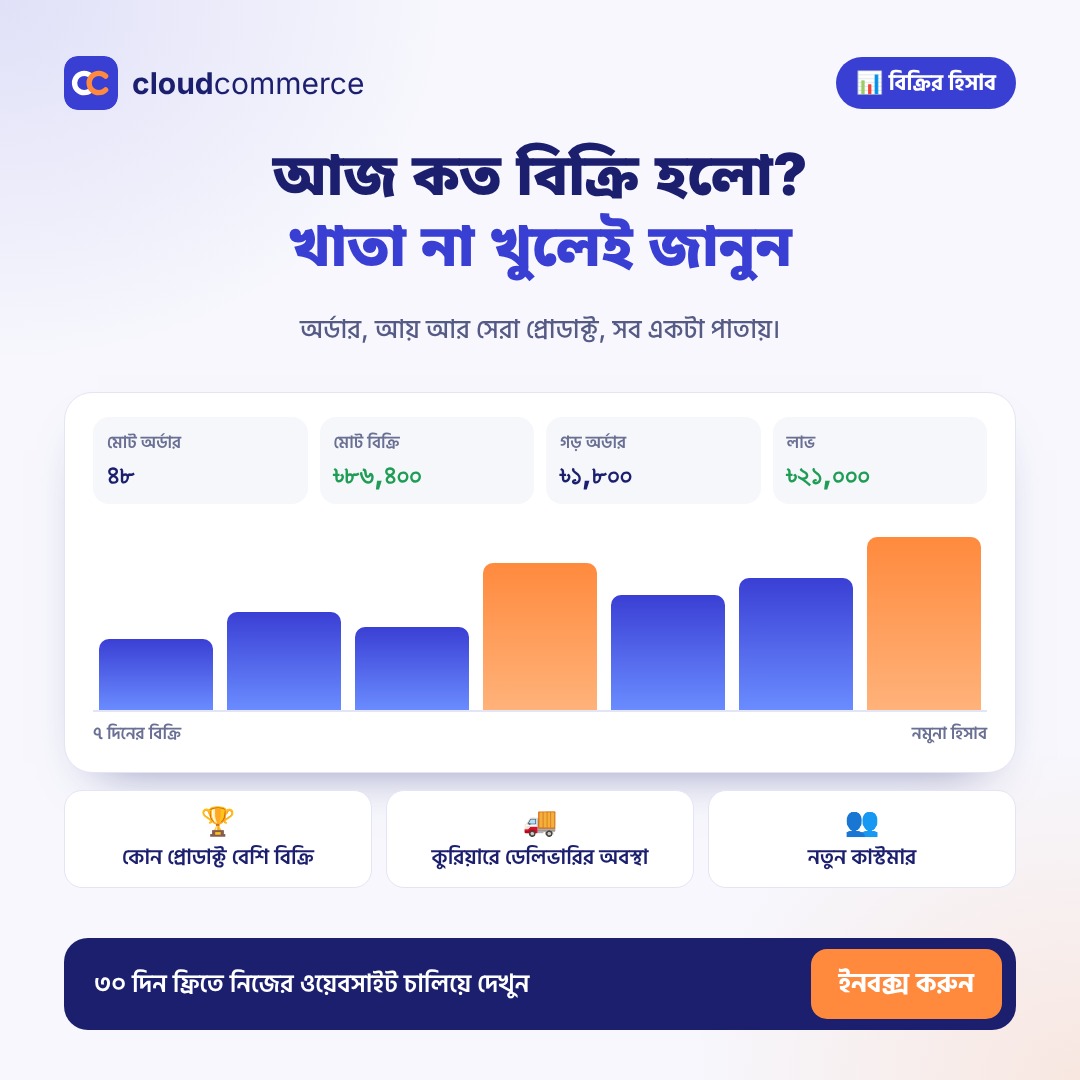 cloudcommerce
📊 বিক্রির হিসাব
আজ কত বিক্রি হলো?
খাতা না খুলেই জানুন
অর্ডার, আয় আর সেরা প্রোডাক্ট, সব একটা পাতায়।
মোট অর্ডার
৪৮
মোট বিক্রি
৳৮৬,৪০০
গড় অর্ডার
৳১,৮০০
লাভ
৳২১,০০০
৭ দিনের বিক্রি
নমুনা হিসাব
🏆
কোন প্রোডাক্ট বেশি বিক্রি
🚚
কুরিয়ারে ডেলিভারির অবস্থা
👥
নতুন কাস্টমার
৩০ দিন ফ্রিতে নিজের ওয়েবসাইট চালিয়ে দেখুন
ইনবক্স করুন